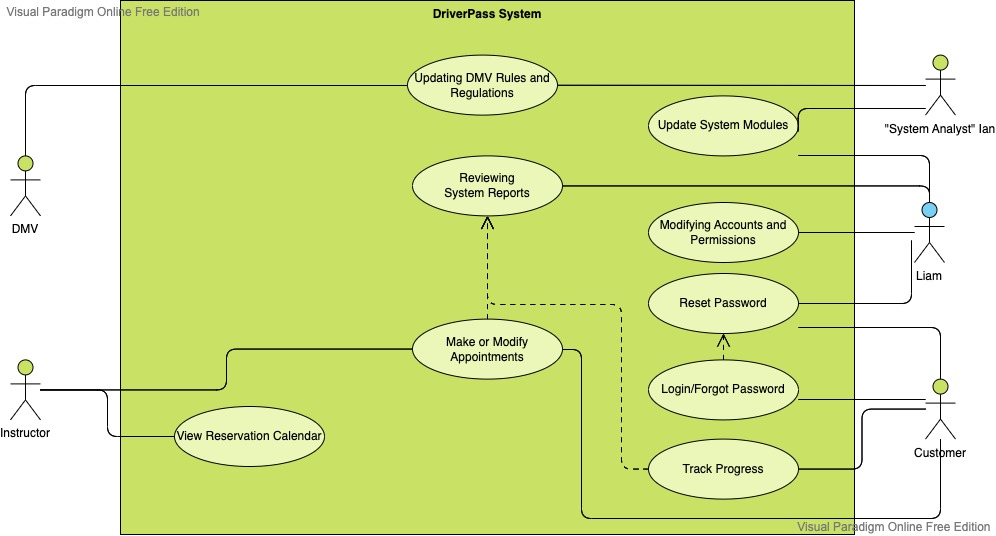 Visual Paradigm Online Free Edition
DriverPass System
Updating DMV Rules and
Regulations
Update System Modules
"System Analyst" Ian
Reviewing
System Reports
DMV
Modifying Accounts and
Permissions
Liam
Reset Password
Make or Modify
Appointments
Login/Forgot Password
Instructor
View Reservation Calendar
Customer
Track Progress
Visual Paradigm Online Free Edition